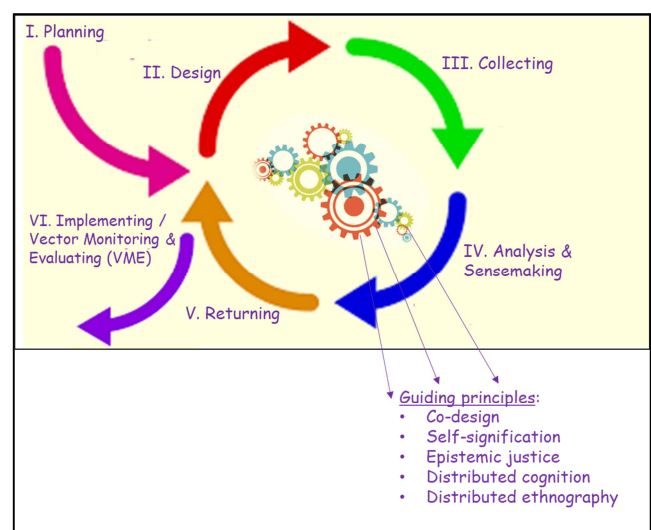 I. Planning
II. Design
III. Collecting
VI. Implementing /
Vector Monitoring &
Evaluating (VME)
IV. Analysis &
Sensemaking
V. Returning
Guiding principles:
• Co-design
• Self-signification
• Epistemic justice
• Distributed cognition
• Distributed ethnography